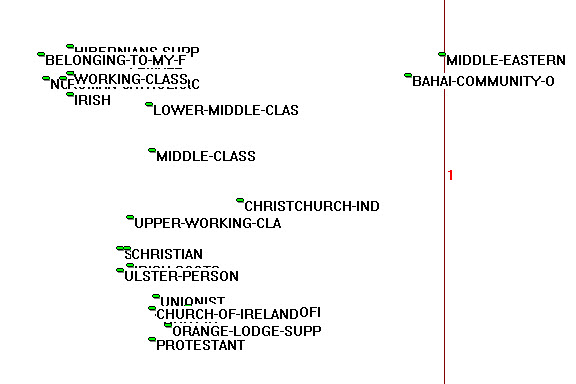 HIBERNIANS-SUPP
BELONGING-TO-MY-F
MIDDLE-EASTERN
WORKING-CLASS
BAHAI-COMMUNITY-O
IRISH
LOWER-MIDDLE-CLAS
MIDDLE-CLASS
1
CHRISTCHURCH-IND
UPPER-WORKING-CLA
CHRISTIAN
ULSTER-PERSON
UNIONIST
CHURCH-OF-IRELAND
ORANGE-LODGE-SUPP
PROTESTANT